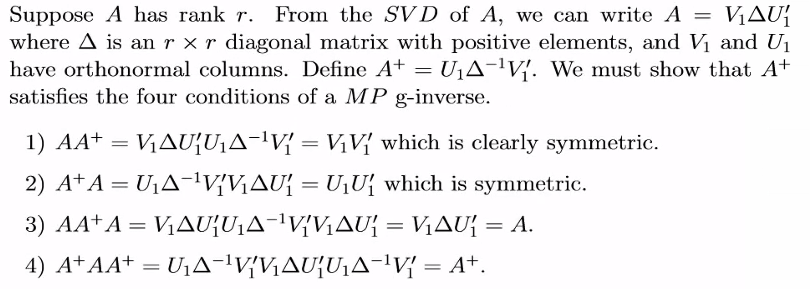 Suppose A has rank r. From the SVD of A, we can write A = V₁ΔU₁′
where Δ is an r × r diagonal matrix with positive elements, and V₁ and U₁
have orthonormal columns. Define A⁺ = U₁Δ⁻¹V₁′. We must show that A⁺
satisfies the four conditions of a MP g-inverse.
1) AA⁺ = V₁ΔU₁′U₁Δ⁻¹V₁′ = V₁V₁′ which is clearly symmetric.
2) A⁺A = U₁Δ⁻¹V₁′V₁ΔU₁′ = U₁U₁′ which is symmetric.
3) AA⁺A = V₁ΔU₁′U₁Δ⁻¹V₁′V₁ΔU₁′ = V₁ΔU₁′ = A.
4) A⁺AA⁺ = U₁Δ⁻¹V₁′V₁ΔU₁′U₁Δ⁻¹V₁′ = A⁺.